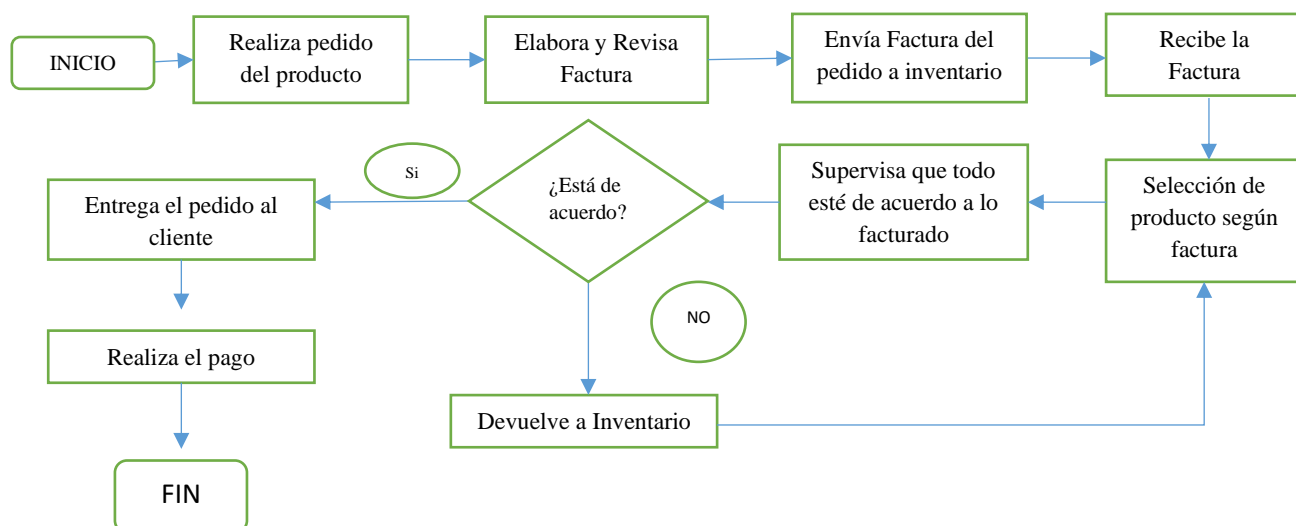 INICIO
Realiza pedido
del producto
Elabora y Revisa
Factura
Envía Factura del
pedido a inventario
Recibe la
Factura
Selección de
producto según
factura
Supervisa que todo
esté de acuerdo a lo
facturado
¿Está de
acuerdo?
Si
Entrega el pedido al
cliente
NO
Realiza el pago
Devuelve a Inventario
FIN